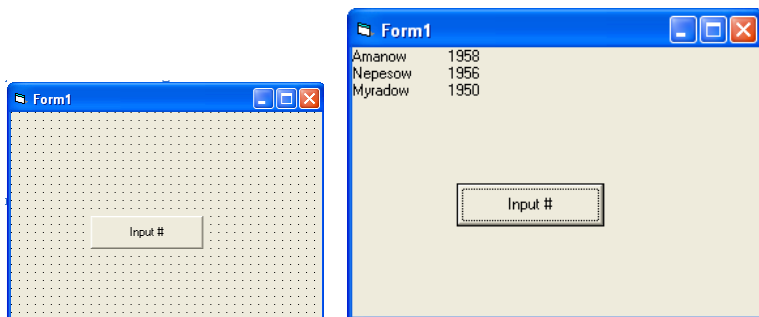 Form1
Input #
Form1
Amanow 1958
Nepesow 1956
Myradow 1950
Input #